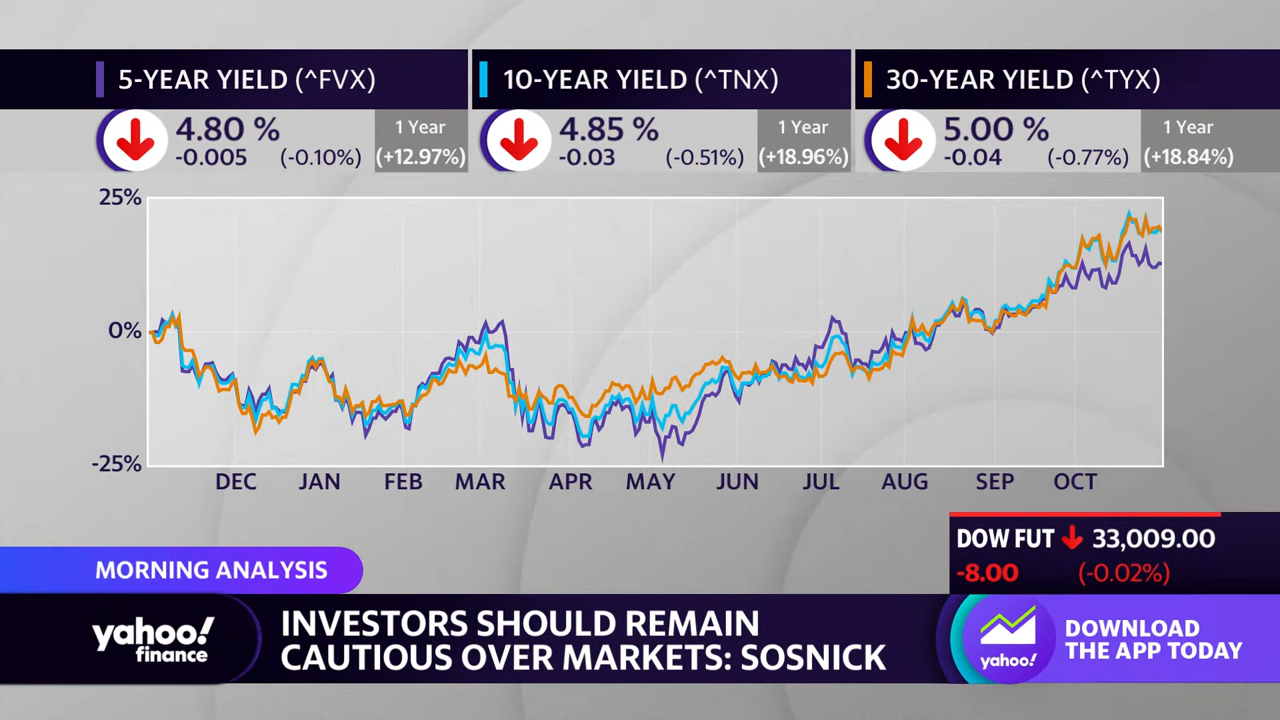 5-YEAR YIELD (^FVX)
4.80 %
-0.005 (-0.10%)
1 Year
(+12.97%)
10-YEAR YIELD (^TNX)
4.85 %
-0.03 (-0.51%)
1 Year
(+18.96%)
30-YEAR YIELD (^TYX)
5.00 %
-0.04 (-0.77%)
1 Year
(+18.84%)
25%
0%
-25%
DEC JAN FEB MAR APR MAY JUN JUL AUG SEP OCT
DOW FUT 33,009.00
-8.00 (-0.02%)
MORNING ANALYSIS
yahoo!
finance
INVESTORS SHOULD REMAIN
CAUTIOUS OVER MARKETS: SOSNICK
yahoo!
DOWNLOAD
THE APP TODAY